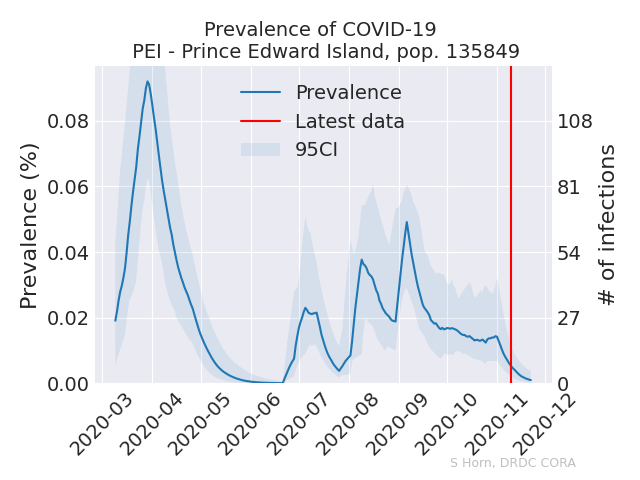 Prevalence of COVID-19
PEI - Prince Edward Island, pop. 135849
Prevalence
Latest data
95CI
Prevalence (%)
0.08
0.06
0.04
0.02
0.00
108
81
54
27
0
# of infections
2020-03
2020-04
2020-05
2020-06
2020-07
2020-08
2020-09
2020-10
2020-11
2020-12
S Horn, DRDC CORA